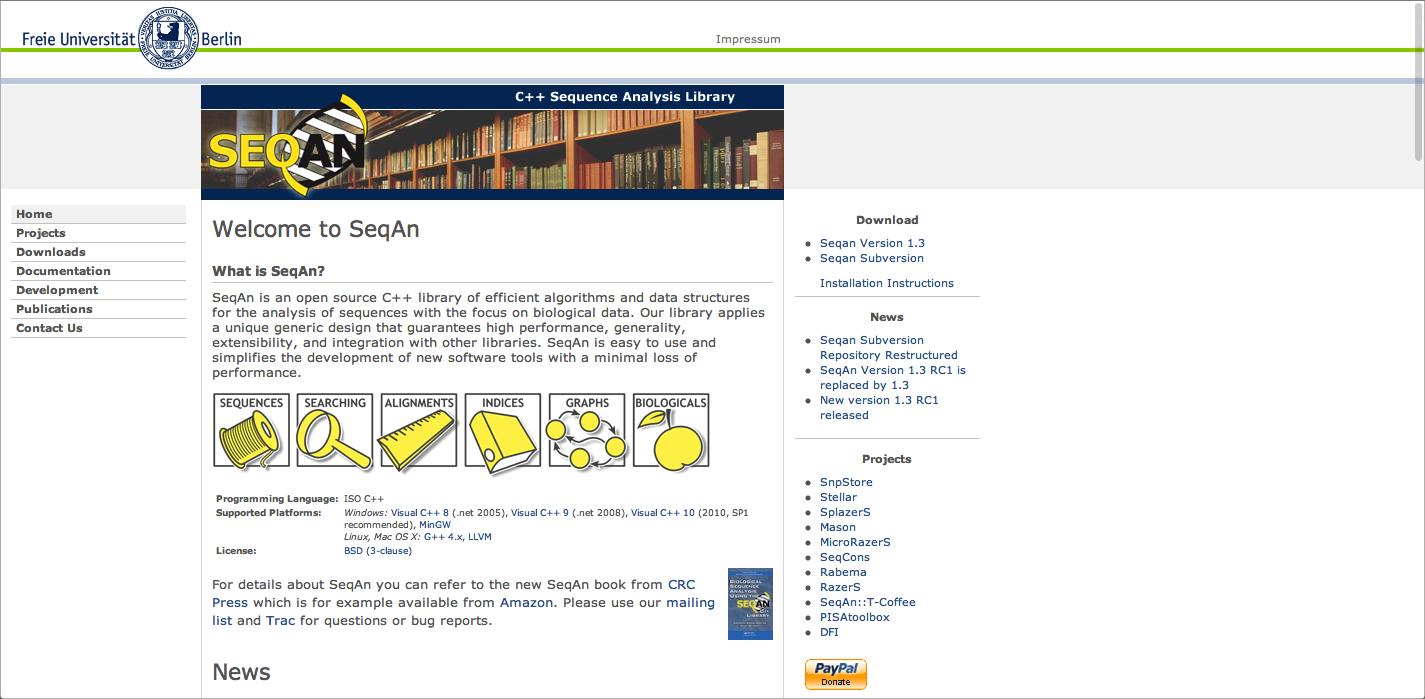 Freie Universität Berlin
Impressum
C++ Sequence Analysis Library
SEQAN
Home
Projects
Downloads
Documentation
Development
Publications
Contact Us
Welcome to SeqAn
What is SeqAn?
SeqAn is an open source C++ library of efficient algorithms and data structures
for the analysis of sequences with the focus on biological data. Our library applies
a unique generic design that guarantees high performance, generality,
extensibility, and integration with other libraries. SeqAn is easy to use and
simplifies the development of new software tools with a minimal loss of
performance.
SEQUENCES SEARCHING ALIGNMENTS INDICES GRAPHS BIOLOGICALS
Programming Language: ISO C++
Supported Platforms: Windows: Visual C++ 8 (.net 2005), Visual C++ 9 (.net 2008), Visual C++ 10 (2010, SP1
recommended), MinGW
Linux, Mac OS X: G++ 4.x, LLVM
License: BSD (3-clause)
For details about SeqAn you can refer to the new SeqAn book from CRC
Press which is for example available from Amazon. Please use our mailing
list and Trac for questions or bug reports.
BIOLOGICAL
SEQUENCE
ANALYSIS
USING THE
SEQAN
C++
LIBRARY
News
Download
Seqan Version 1.3
Seqan Subversion
Installation Instructions
News
Seqan Subversion
Repository Restructured
SeqAn Version 1.3 RC1 is
replaced by 1.3
New version 1.3 RC1
released
Projects
SnpStore
Stellar
SplazerS
Mason
MicroRazerS
SeqCons
Rabema
RazerS
SeqAn::T-Coffee
PISAtoolbox
DFI
PayPal
Donate